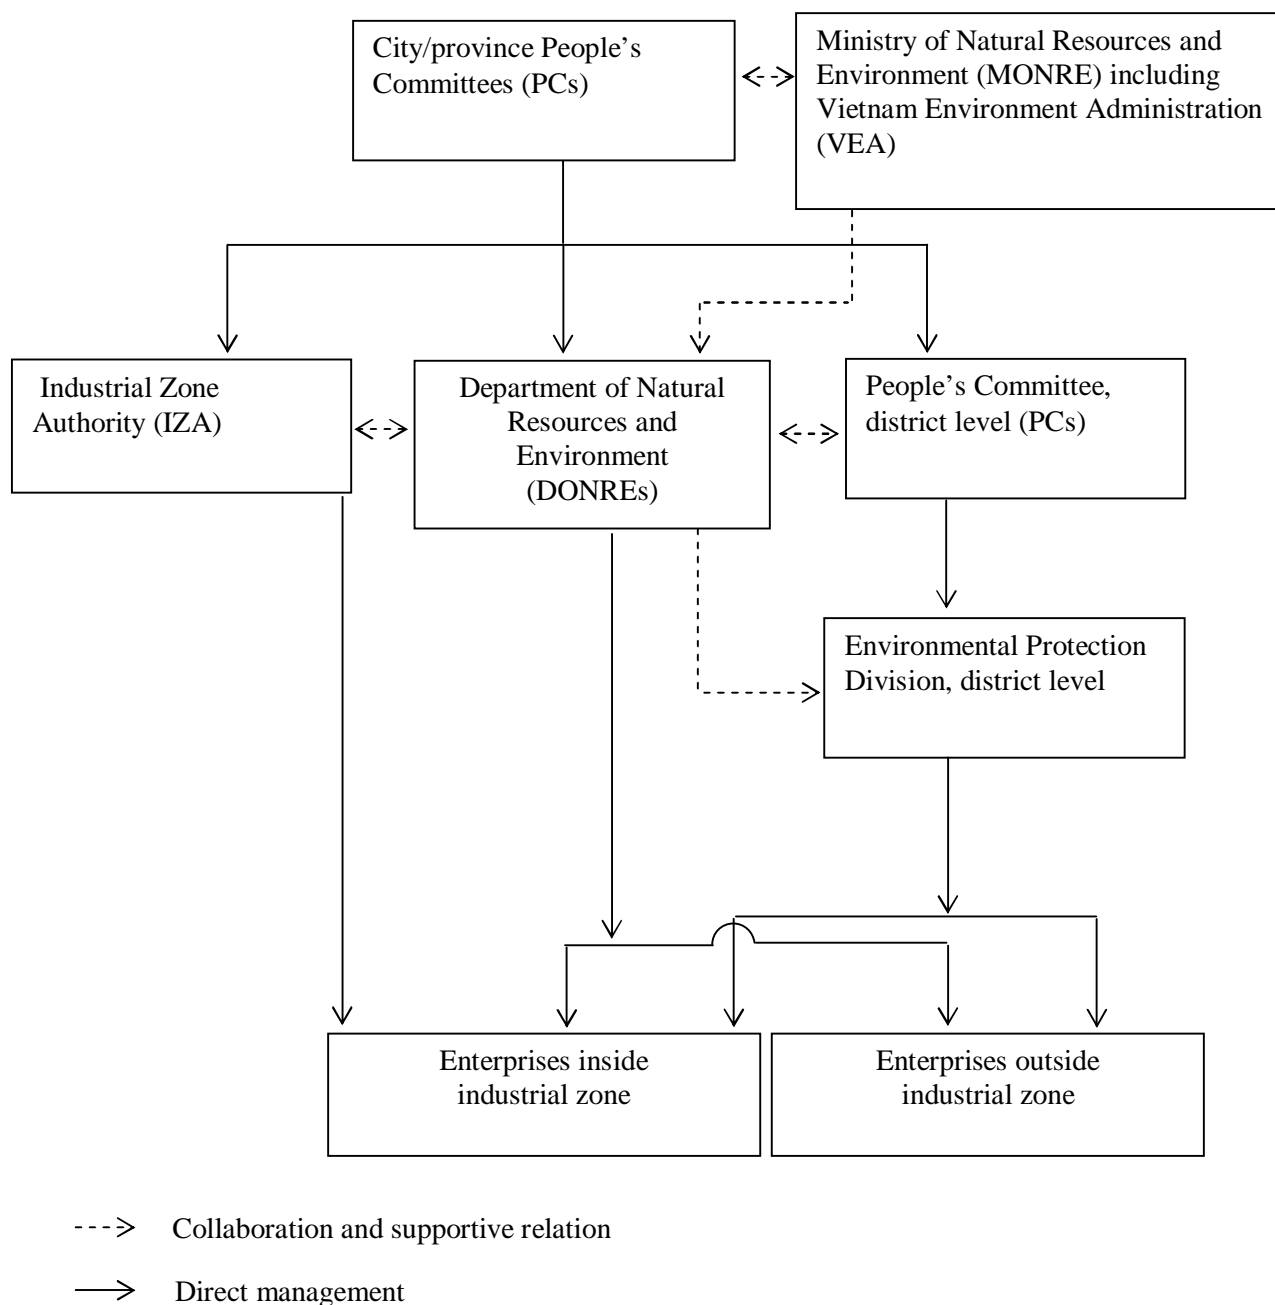 City/province People’s
Committees (PCs)
Ministry of Natural Resources and
Environment (MONRE) including
Vietnam Environment Administration
(VEA)
Industrial Zone
Authority (IZA)
Department of Natural
Resources and
Environment
(DONREs)
People’s Committee,
district level (PCs)
Environmental Protection
Division, district level
Enterprises inside
industrial zone
Enterprises outside
industrial zone
Collaboration and supportive relation
Direct management